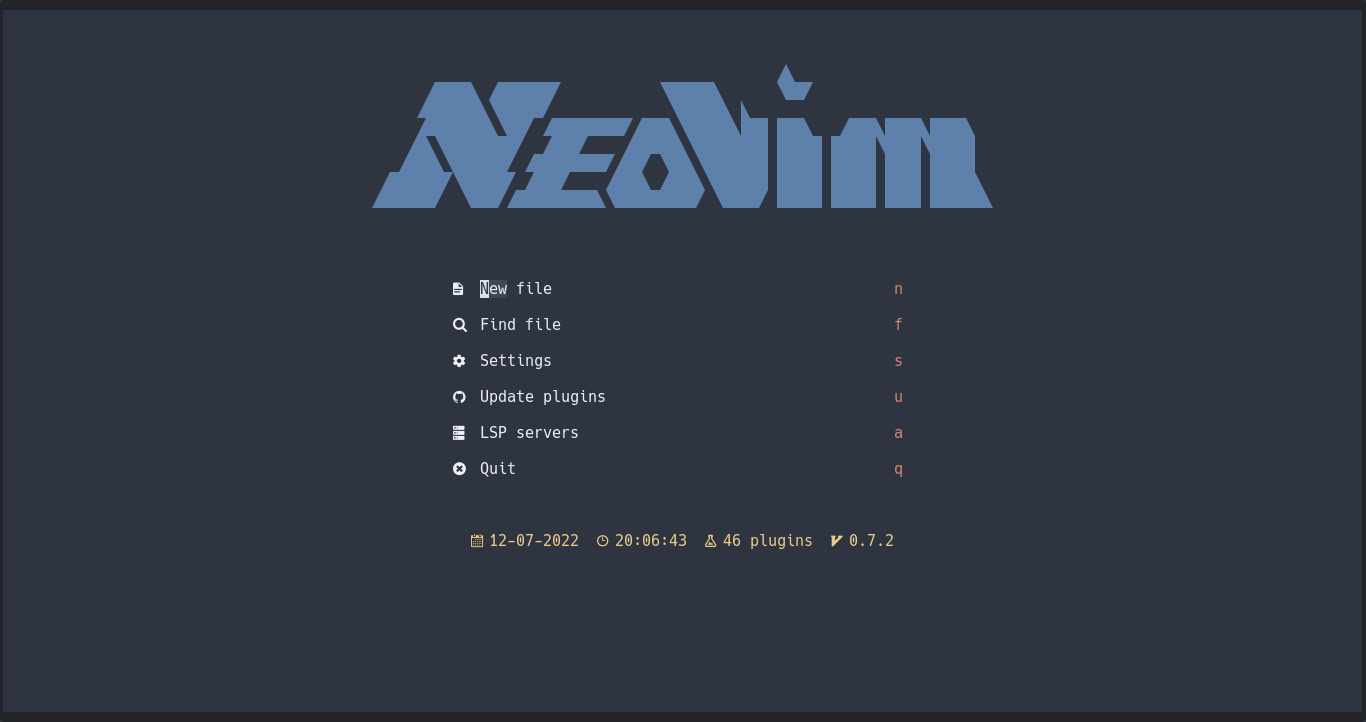 NEOVIM
New file n
Find file f
Settings s
Update plugins u
LSP servers a
Quit q
12-07-2022 20:06:43 46 plugins 0.7.2